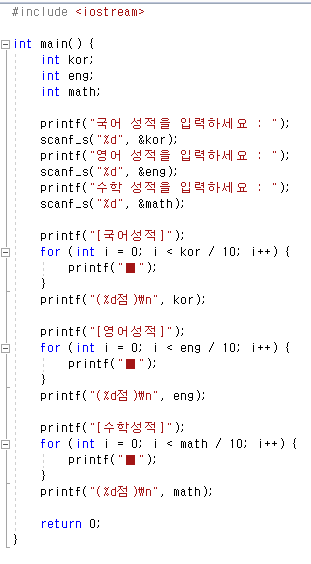 #include <iostream>
int main() {
int kor;
int eng;
int math;
printf("국어 성적을 입력하세요 : ");
scanf_s("%d", &kor);
printf("영어 성적을 입력하세요 : ");
scanf_s("%d", &eng);
printf("수학 성적을 입력하세요 : ");
scanf_s("%d", &math);
printf("[국어성적]");
for (int i = 0; i < kor / 10; i++) {
printf("■");
}
printf("(%d점)₩n", kor);
printf("[영어성적]");
for (int i = 0; i < eng / 10; i++) {
printf("■");
}
printf("(%d점)₩n", eng);
printf("[수학성적]");
for (int i = 0; i < math / 10; i++) {
printf("■");
}
printf("(%d점)₩n", math);
return 0;
}